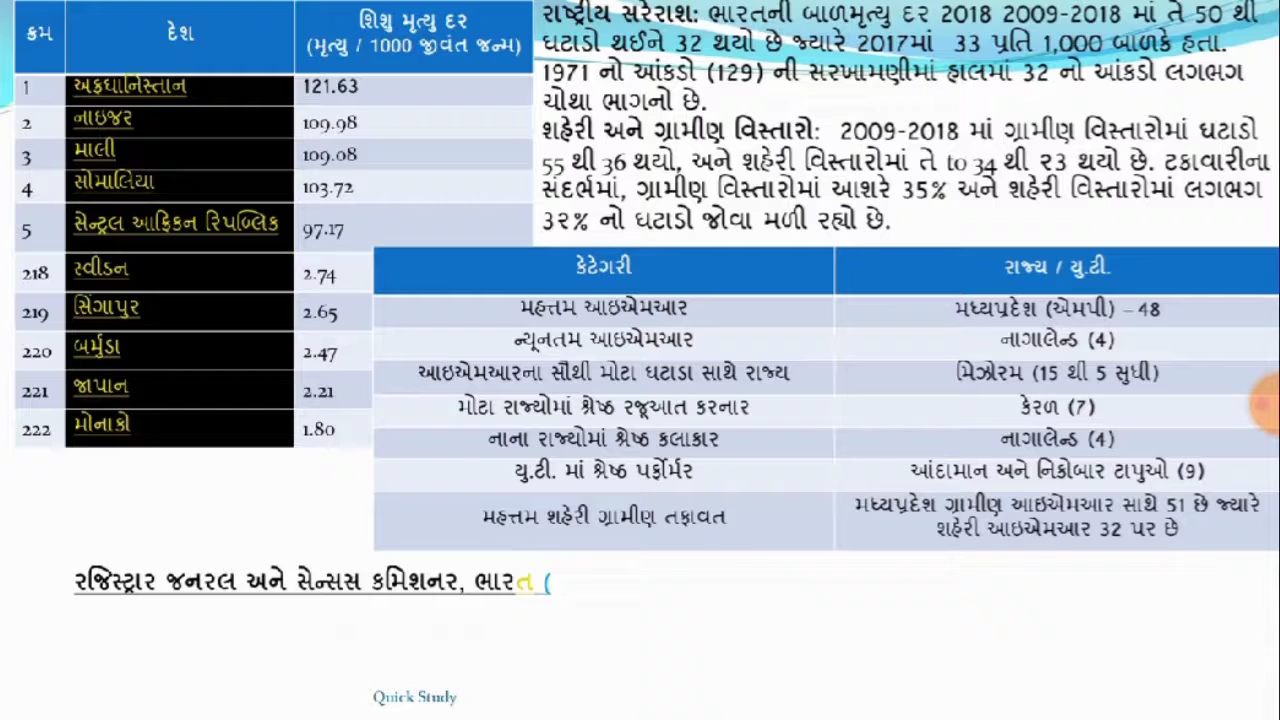 ક્રમ દેશ શિશુ મૃત્યુ દર
(મૃત્યુ / 1000 જીવંત જન્મ)
1 અફઘાનિસ્તાન 121.63
2 નાઇજર 109.98
3 માલી 109.08
4 સોમાલિયા 103.72
5 સેન્ટ્રલ આફ્રિકન રિપબ્લિક 97.17
218 સ્વીડન 2.74
219 સિંગાપુર 2.65
220 બર્મુડા 2.47
221 જાપાન 2.21
222 મોનાકો 1.80
રાષ્ટ્રીય સરેરાશ: ભારતની બાળમૃત્યુ દર 2018 2009-2018 માં તે 50 થી
ઘટાડો થઈને 32 થયો છે જ્યારે 2017માં 33 પ્રતિ 1,000 બાળકે હતા.
1971 નો આંકડો (129) ની સરખામણીમાં હાલમાં 32 નો આંકડો લગભગ
ચોથા ભાગનો છે.
શહેરી અને ગ્રામીણ વિસ્તારો: 2009-2018 માં ગ્રામીણ વિસ્તારોમાં ઘટાડો
55 થી 36 થયો, અને શહેરી વિસ્તારોમાં તે to 34 થી ૨3 થયો છે. ટકાવારીના
સંદર્ભમાં, ગ્રામીણ વિસ્તારોમાં આશરે 35% અને શહેરી વિસ્તારોમાં લગભગ
૩૨% નો ઘટાડો જોવા મળી રહ્યો છે.
કેટેગરી રાજ્ય / યુ.ટી.
મહત્તમ આઇએમઆર મધ્યપ્રદેશ (એમપી) – 48
ન્યૂનતમ આઇએમઆર નાગાલેન્ડ (4)
આઇએમઆરના સૌથી મોટા ઘટાડા સાથે રાજ્ય મિઝોરમ (15 થી 5 સુધી)
મોટા રાજ્યોમાં શ્રેષ્ઠ રજૂઆત કરનાર કેરળ (7)
નાના રાજ્યોમાં શ્રેષ્ઠ કલાકાર નાગાલેન્ડ (4)
યુ.ટી. માં શ્રેષ્ઠ પર્ફોર્મર આંદામાન અને નિકોબાર ટાપુઓ (9)
મહત્તમ શહેરી ગ્રામીણ તફાવત મધ્યપ્રદેશ ગ્રામીણ આઇએમઆર સાથે 51 છે જ્યારે
શહેરી આઇએમઆર 32 પર છે
રજિસ્ટ્રાર જનરલ અને સેન્સસ કમિશનર, ભારત (
Quick Study